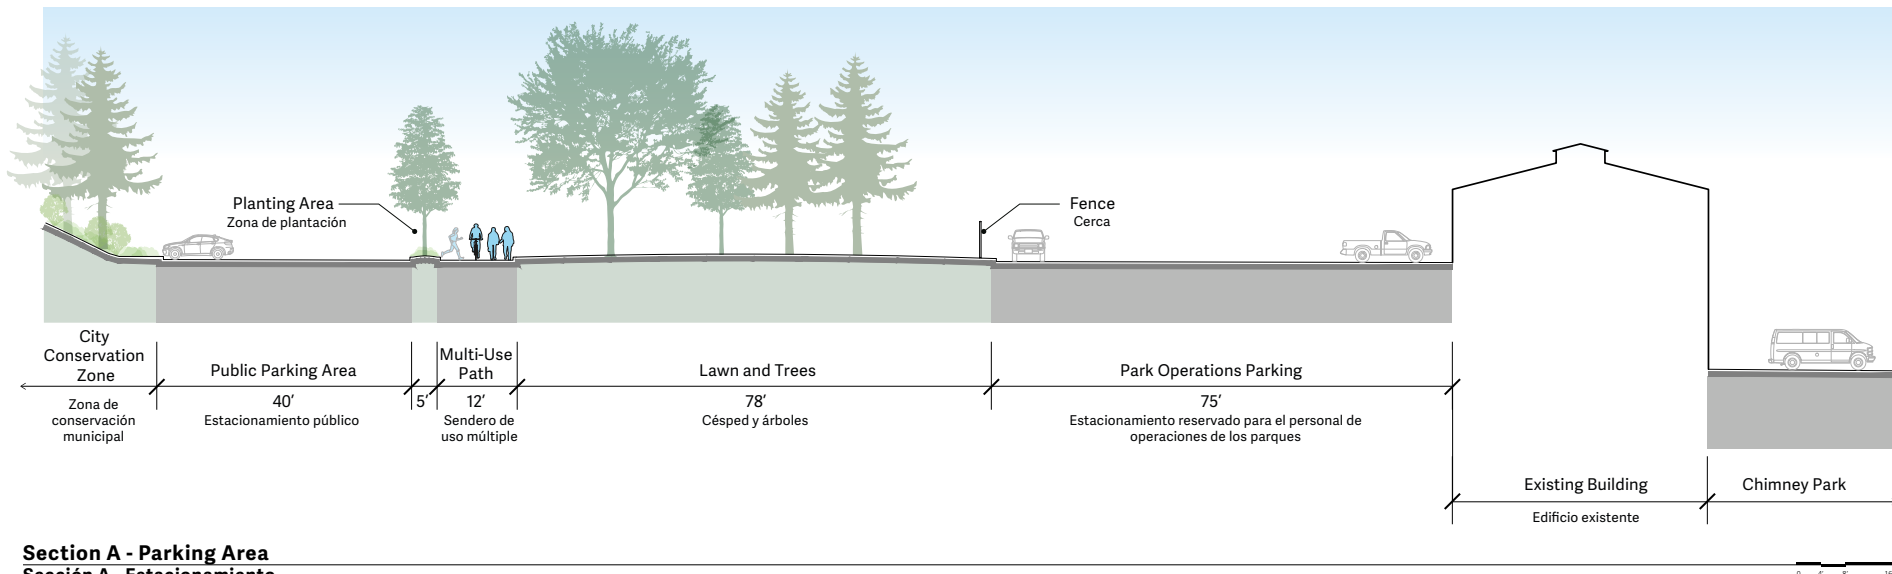 Planting Area
Zona de plantación
Fence
Cerca
City
Conservation
Zone
Zona de
conservación
municipal
Public Parking Area
40’
Estacionamiento público
5’
Multi-Use
Path
12’
Sendero de
uso múltiple
Lawn and Trees
78’
Césped y árboles
Park Operations Parking
75’
Estacionamiento reservado para el personal de
operaciones de los parques
Existing Building
Edificio existente
Chimney Park
Section A - Parking Area
Sección A - Estacionamiento